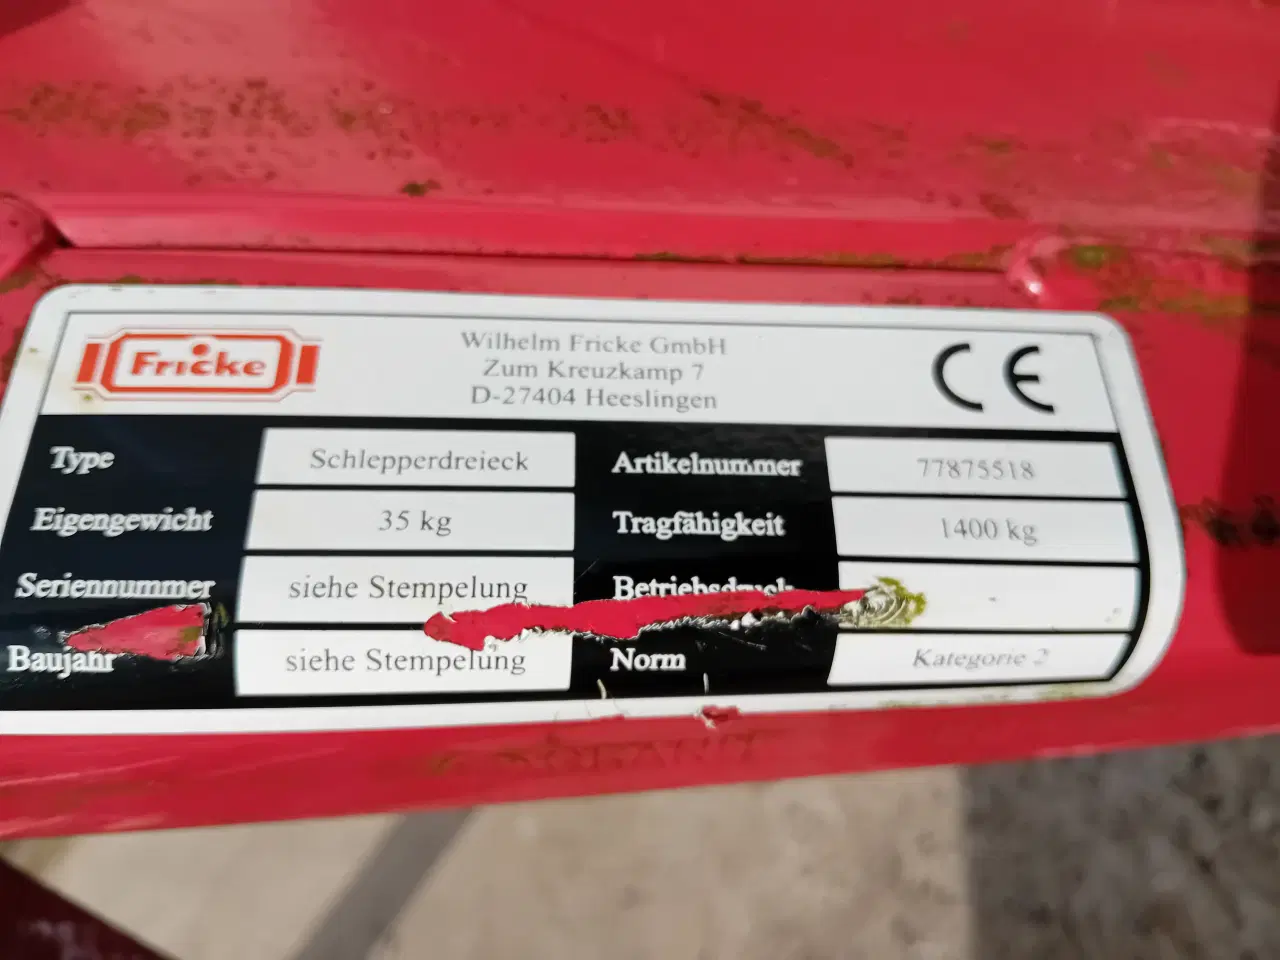 Fricke
Wilhelm Fricke GmbH
Zum Kreuzkamp 7
D-27404 Heeslingen
CE
Type Schlepperdreieck Artikelnummer 77875518
Eigengewicht 35 kg Tragfähigkeit 1400 kg
Seriennummer siehe Stempelung Betriebsdruck
Baujahr siehe Stempelung Norm Kategorie 2